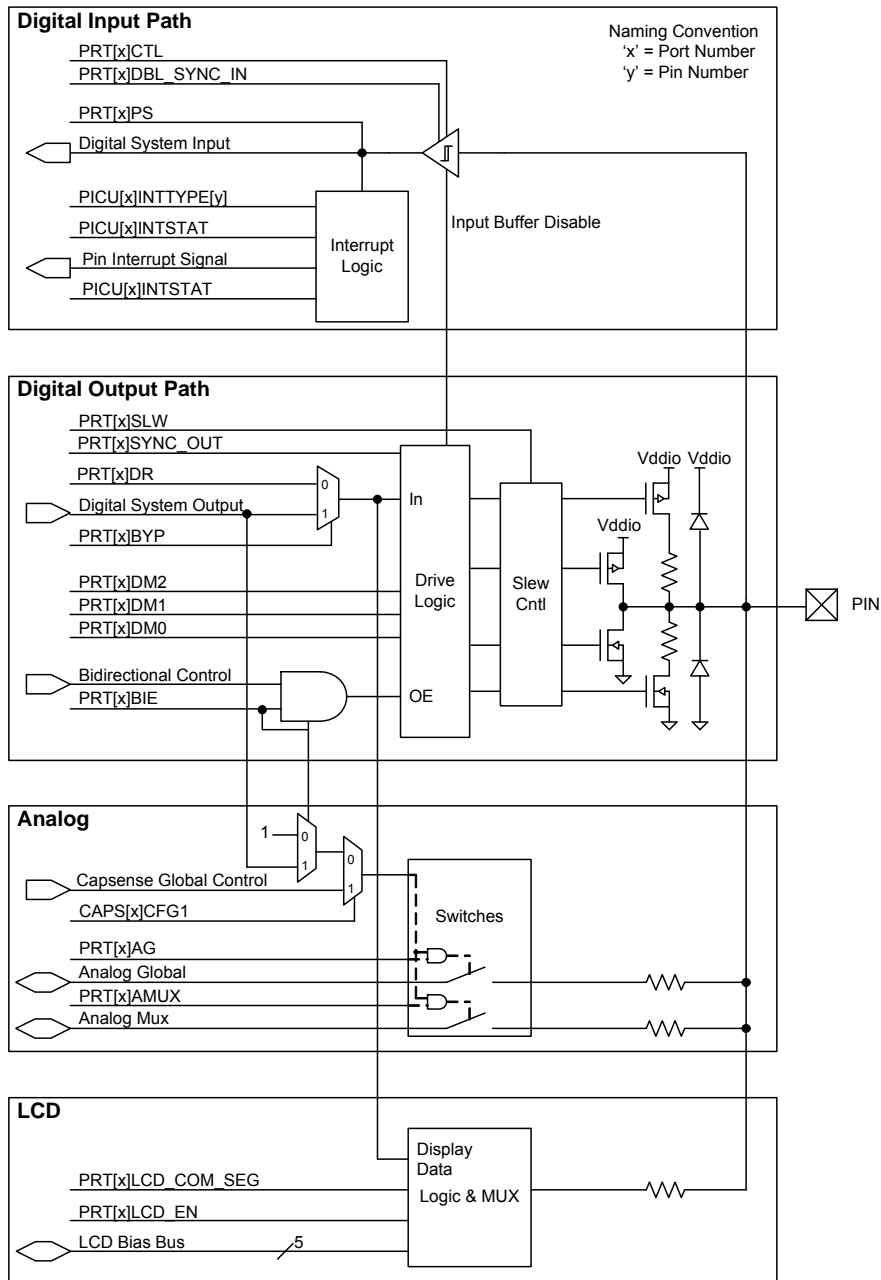 Digital Input Path
Naming Convention
‘x’ = Port Number
‘y’ = Pin Number
PRT[x]CTL
PRT[x]DBL_SYNC_IN
PRT[x]PS
Digital System Input
PICU[x]INTTYPE[y]
PICU[x]INTSTAT
Pin Interrupt Signal
PICU[x]INTSTAT
Interrupt
Logic
Input Buffer Disable
Digital Output Path
PRT[x]SLW
PRT[x]SYNC_OUT
PRT[x]DR
Digital System Output
PRT[x]BYP
0
1
PRT[x]DM2
PRT[x]DM1
PRT[x]DM0
Bidirectional Control
PRT[x]BIE
In
Drive
Logic
OE
Slew
Cntl
Vddio
Vddio
Vddio
PIN
Analog
1
0
1
0
1
Capsense Global Control
CAPS[x]CFG1
Switches
PRT[x]AG
Analog Global
PRT[x]AMUX
Analog Mux
LCD
PRT[x]LCD_COM_SEG
PRT[x]LCD_EN
LCD Bias Bus
5
Display
Data
Logic & MUX